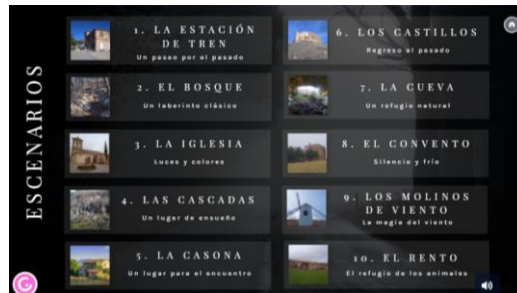 ESCENARIOS
1. LA ESTACIÓN
DE TREN
Un paseo por el pasado
2. EL BOSQUE
Un laberinto clásico
3. LA IGLESIA
Luces y colores
4. LAS CASCADAS
Un lugar de ensueño
5. LA CASONA
Un lugar para el encuentro
6. LOS CASTILLOS
Regreso al pasado
7. LA CUEVA
Un refugio natural
8. EL CONVENTO
Silencio y frío
9. LOS MOLINOS
DE VIENTO
La magia del viento
10. EL RENTO
El refugio de los animales